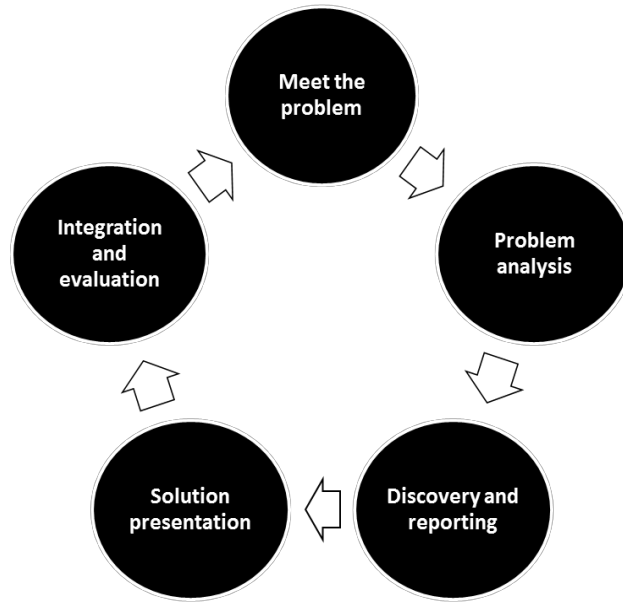 Meet the
problem
Problem
analysis
Discovery and
reporting
Solution
presentation
Integration
and
evaluation